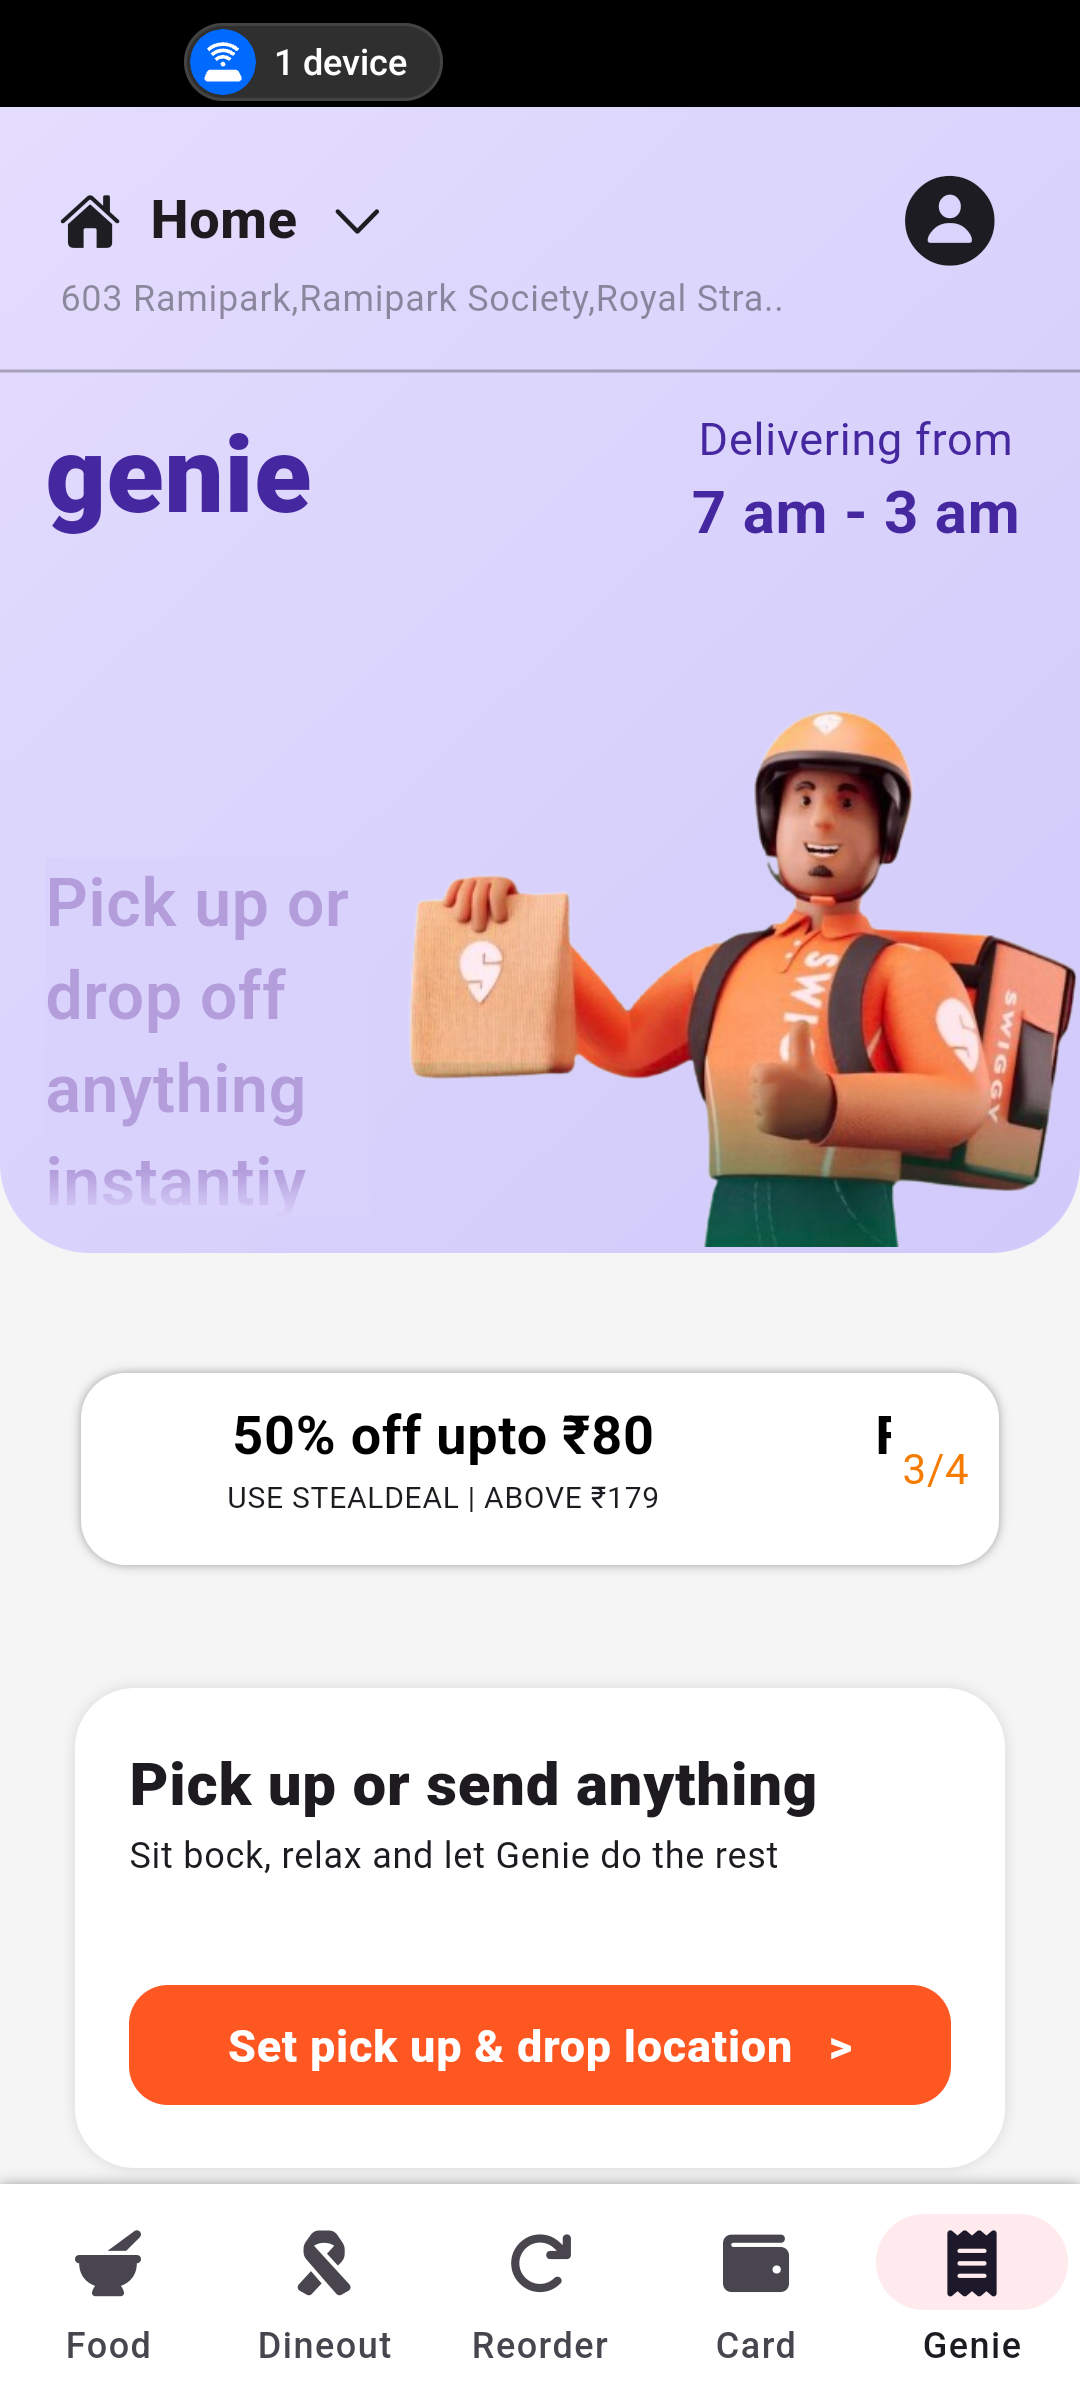 1 device
Home
603 Ramipark,Ramipark Society,Royal Stra..
genie
Delivering from
7 am - 3 am
Pick up or
drop off
anything
instantiy
SWIGGY
50% off upto ₹80
USE STEALDEAL | ABOVE ₹179
3/4
Pick up or send anything
Sit bock, relax and let Genie do the rest
Set pick up & drop location >
Food
Dineout
Reorder
Card
Genie